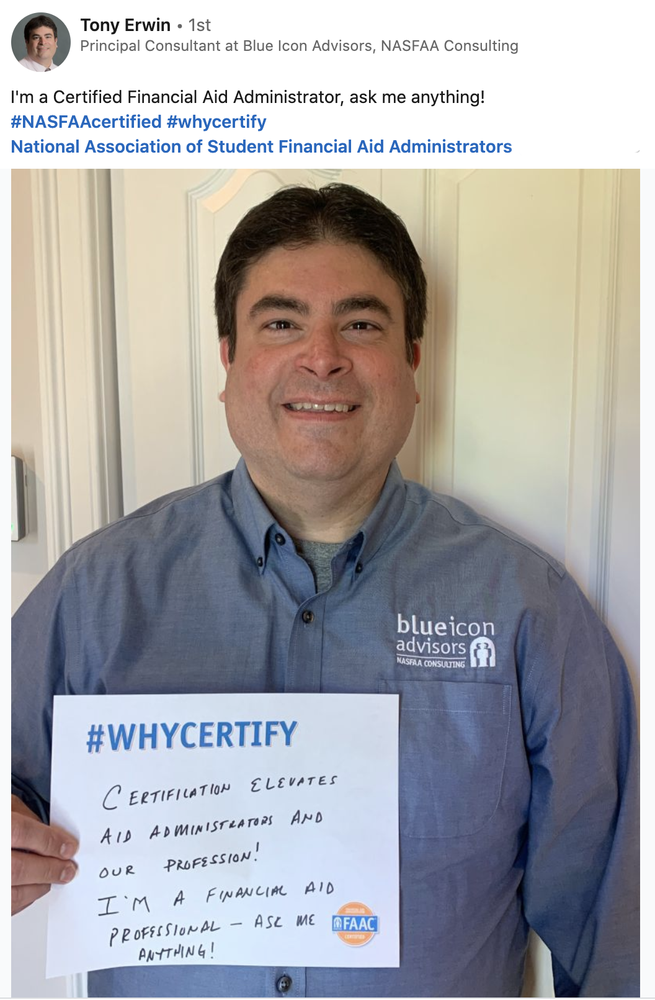 Tony Erwin • 1st
Principal Consultant at Blue Icon Advisors, NASFAA Consulting
I'm a Certified Financial Aid Administrator, ask me anything!
#NASFAAcertified #whycertify
National Association of Student Financial Aid Administrators
blueicon
advisors
NASFAA CONSULTING
#WHYCERTIFY
CERTIFICATION ELEVATES
AID ADMINISTRATORS AND
OUR PROFESSION!
I'M A FINANCIAL AID
PROFESSIONAL – ASK ME
ANYTHING!
FAAC
CERTIFIED